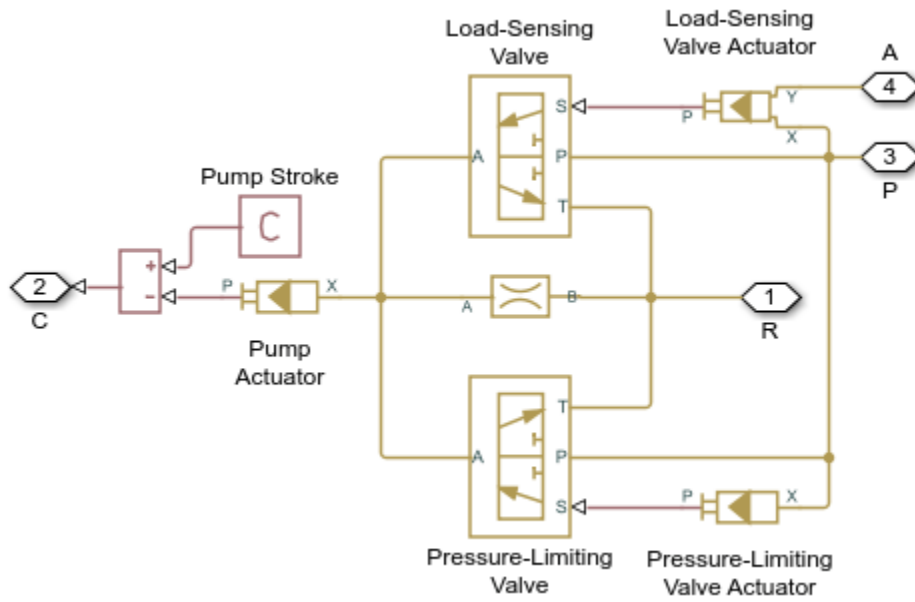 Load-Sensing
Valve
Load-Sensing
Valve Actuator
A
4
S
P
Y
X
A
P
3
P
T
Pump Stroke
C
+
-
2
C
P
X
A
B
1
R
Pump
Actuator
T
A
P
S
P
X
Pressure-Limiting
Valve
Pressure-Limiting
Valve Actuator